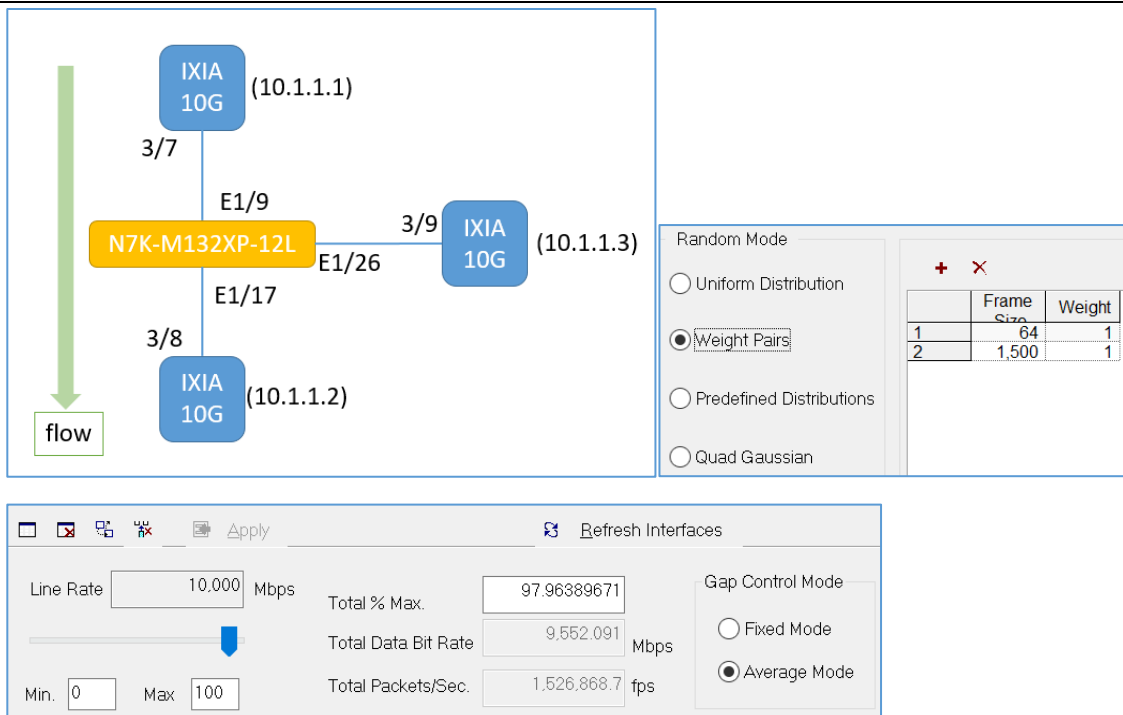 IXIA
10G
(10.1.1.1)
3/7
E1/9
N7K-M132XP-12L
3/9
IXIA
10G
(10.1.1.3)
E1/26
E1/17
3/8
IXIA
10G
(10.1.1.2)
flow
Random Mode
Uniform Distribution
Weight Pairs
Predefined Distributions
Quad Gaussian
Frame Size Weight
1 64 1
2 1,500 1
Apply Refresh Interfaces
Line Rate 10,000 Mbps
Total % Max. 97.96389671
Total Data Bit Rate 9,552.091 Mbps
Total Packets/Sec. 1,526,868.7 fps
Min. 0 Max 100
Gap Control Mode
Fixed Mode
Average Mode